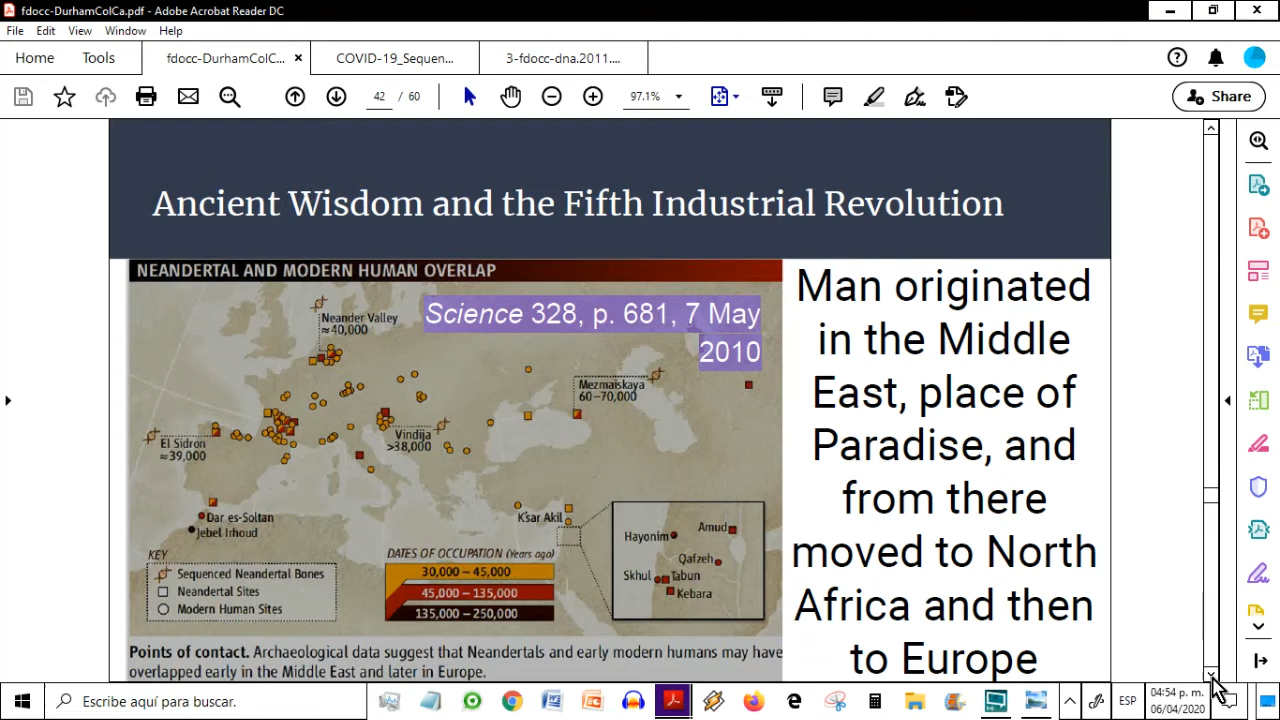 fdocc-DurhamColCa.pdf - Adobe Acrobat Reader DC
File Edit View Window Help
Home Tools fdocc-DurhamColC... × COVID-19_Sequen... 3-fdocc-dna.2011....
42 / 60 97.1% Share
Ancient Wisdom and the Fifth Industrial Revolution
NEANDERTAL AND MODERN HUMAN OVERLAP
Science 328, p. 681, 7 May
2010
Neander Valley
≈40,000
Mezmaiskaya
60–70,000
Vindija
>38,000
El Sidron
≈39,000
Dar es-Soltan
Jebel Irhoud
K'sar Akil
Hayonim
Amud
Qafzeh
Skhul
Tabun
Kebara
KEY
Sequenced Neandertal Bones
Neandertal Sites
Modern Human Sites
DATES OF OCCUPATION (Years ago)
30,000 – 45,000
45,000 – 135,000
135,000 – 250,000
Points of contact. Archaeological data suggest that Neandertals and early modern humans may have
overlapped early in the Middle East and later in Europe.
Man originated
in the Middle
East, place of
Paradise, and
from there
moved to North
Africa and then
to Europe
Escribe aquí para buscar.
ESP
04:54 p. m.
06/04/2020